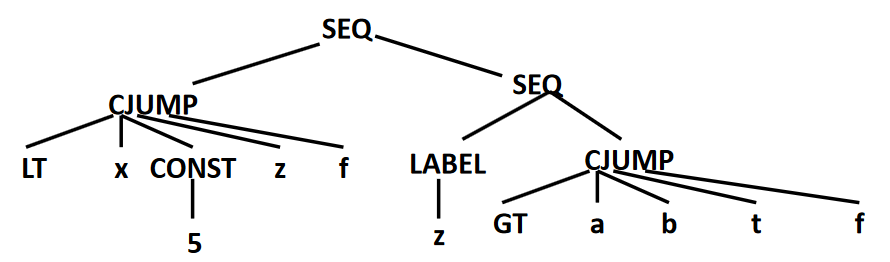 SEQ
SEQ
CJUMP
LT x CONST z f LABEL CJUMP
5 z GT a b t f